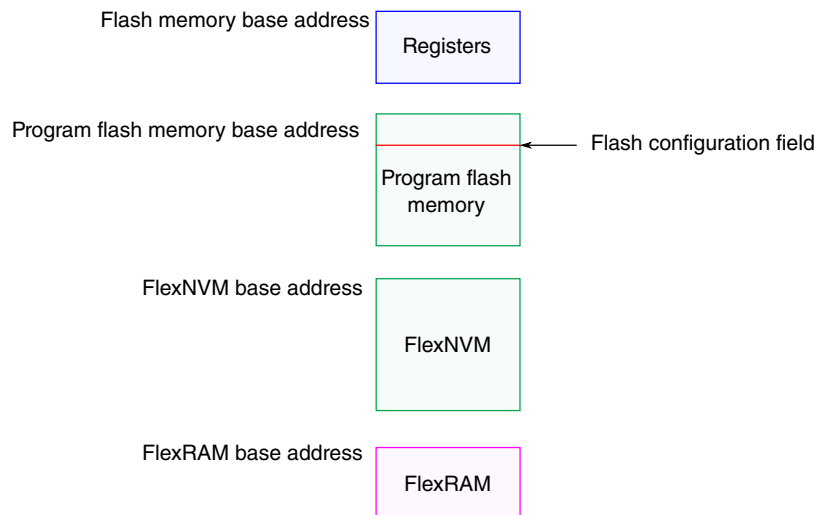 Flash memory base address
Registers
Program flash memory base address
Flash configuration field
Program flash
memory
FlexNVM base address
FlexNVM
FlexRAM base address
FlexRAM